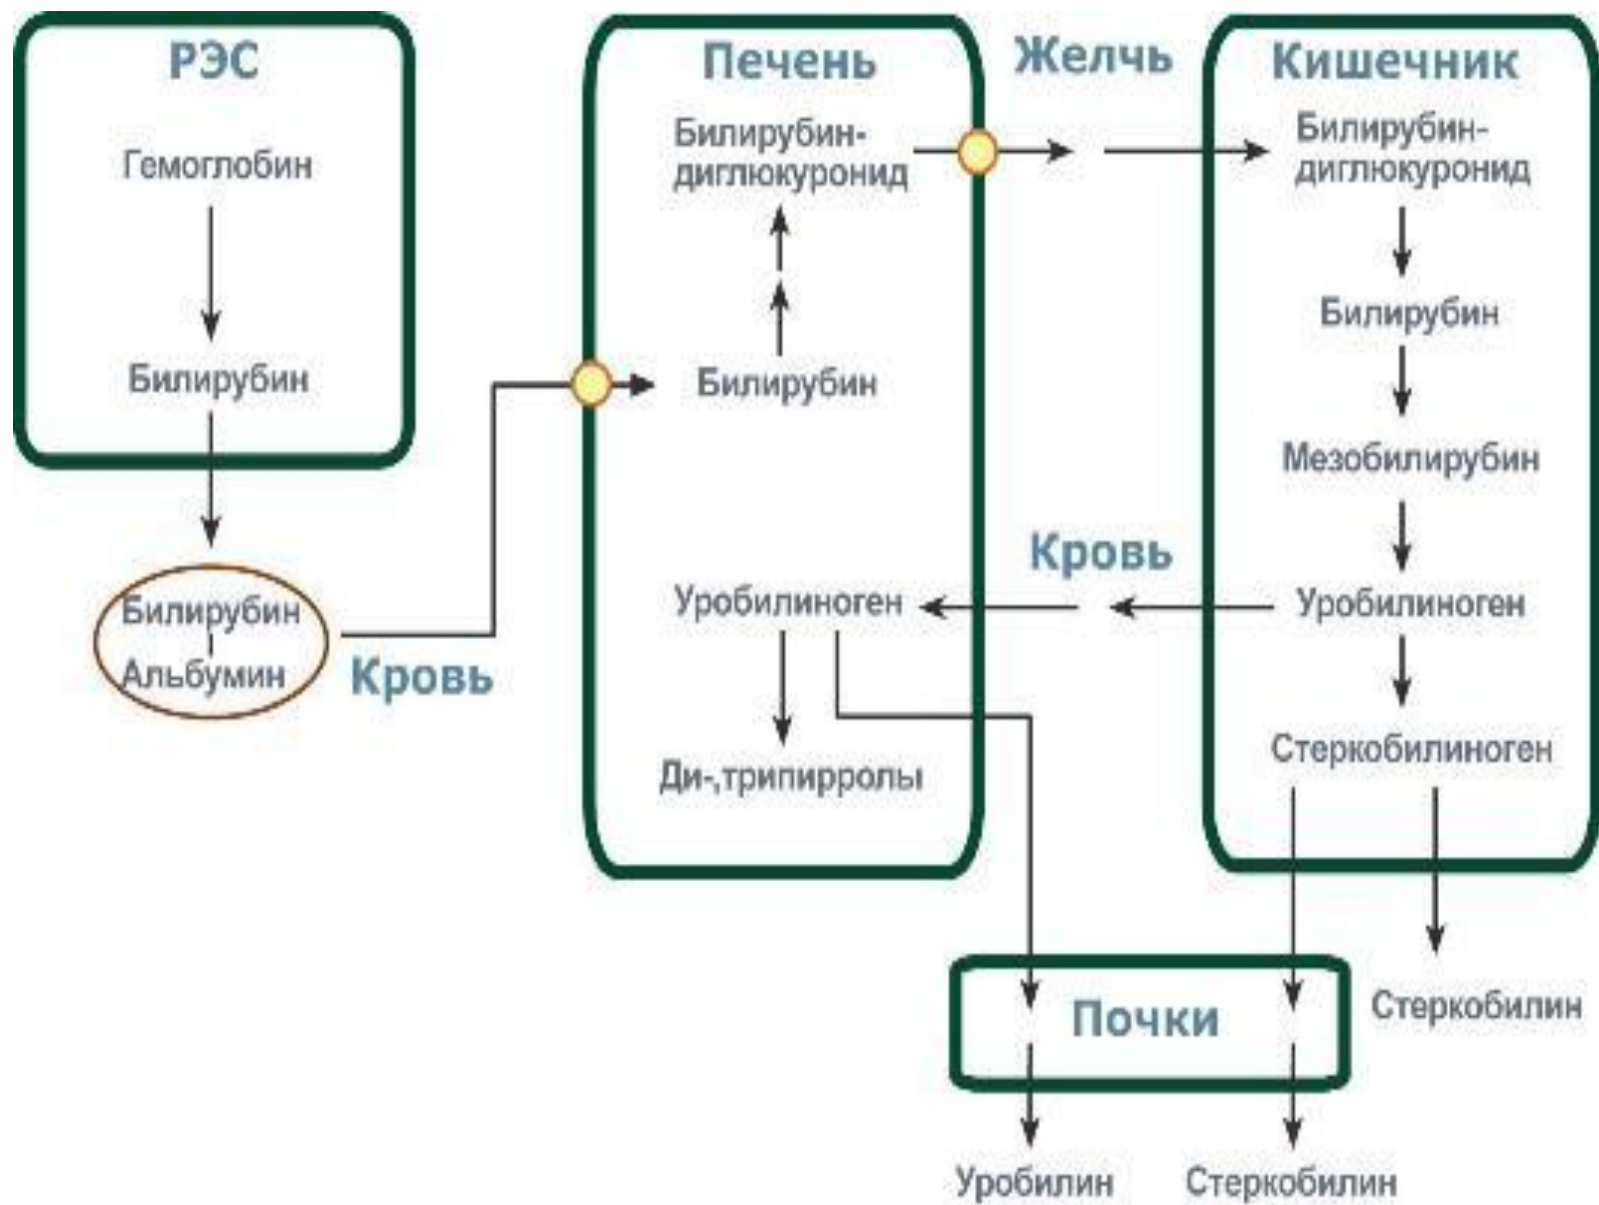 РЭС
Гемоглобин
Билирубин
Билирубин
Альбумин
Кровь
Печень
Билирубин-
диглюкуронид
Билирубин
Уробилиноген
Ди-,трипирролы
Желчь
Кровь
Кишечник
Билирубин-
диглюкуронид
Билирубин
Мезобилирубин
Уробилиноген
Стеркобилиноген
Стеркобилин
Почки
Уробилин
Стеркобилин